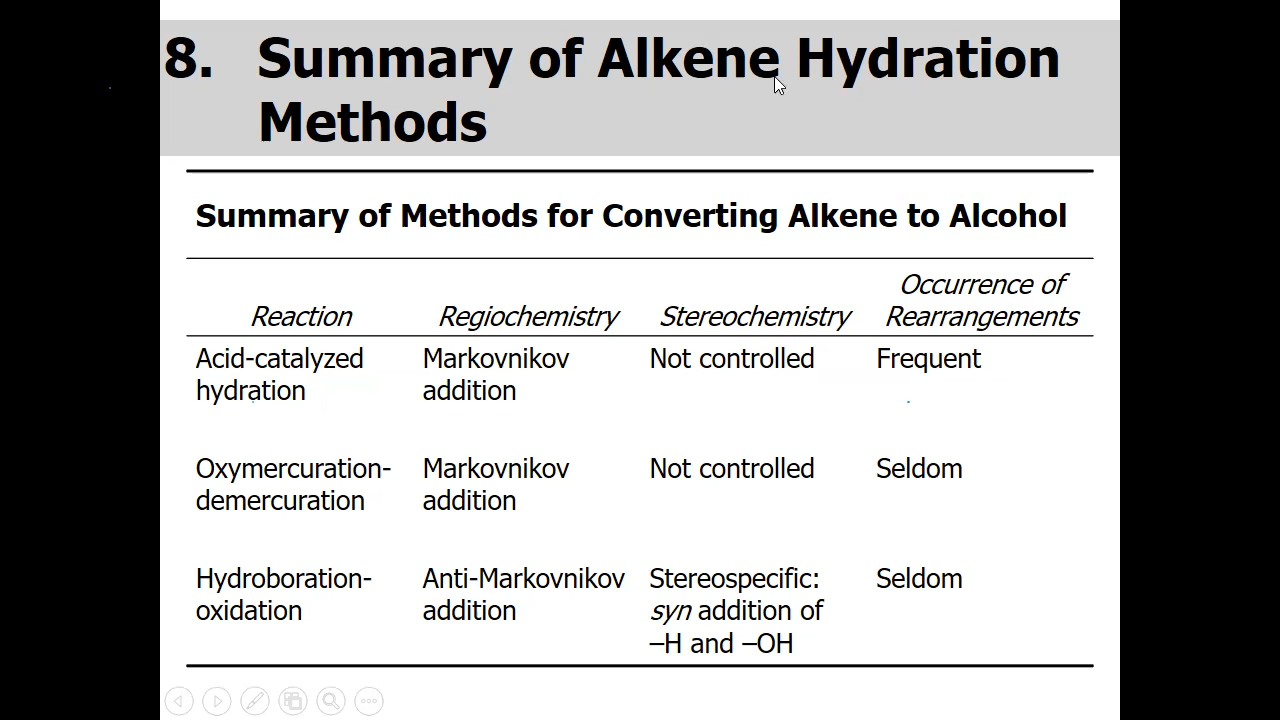 8. Summary of Alkene Hydration
Methods
Summary of Methods for Converting Alkene to Alcohol
Reaction Regiochemistry Stereochemistry Occurrence of Rearrangements
Acid-catalyzed Markovnikov Not controlled Frequent
hydration addition
Oxymercuration- Markovnikov Not controlled Seldom
demercuration addition
Hydroboration- Anti-Markovnikov Stereospecific: Seldom
oxidation addition syn addition of
–H and –OH